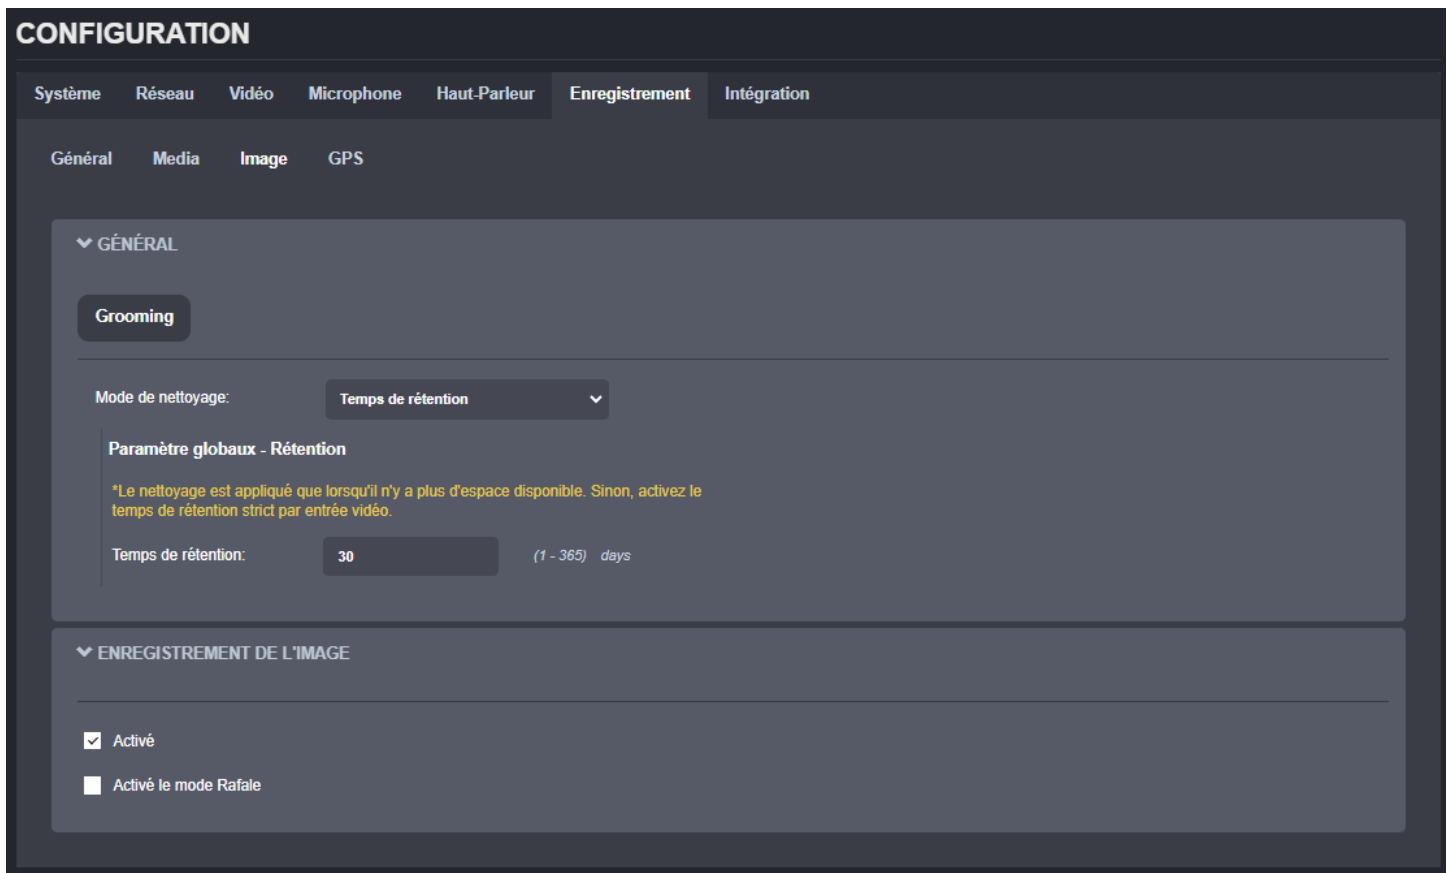 CONFIGURATION
Système Réseau Vidéo Microphone Haut-Parleur Enregistrement Intégration
Général Media Image GPS
GÉNÉRAL
Grooming
Mode de nettoyage: Temps de rétention
Paramètre globaux - Rétention
*Le nettoyage est appliqué que lorsqu'il n'y a plus d'espace disponible. Sinon, activez le
temps de rétention strict par entrée vidéo.
Temps de rétention: 30 (1 - 365) days
ENREGISTREMENT DE L'IMAGE
Activé
Activé le mode Rafale